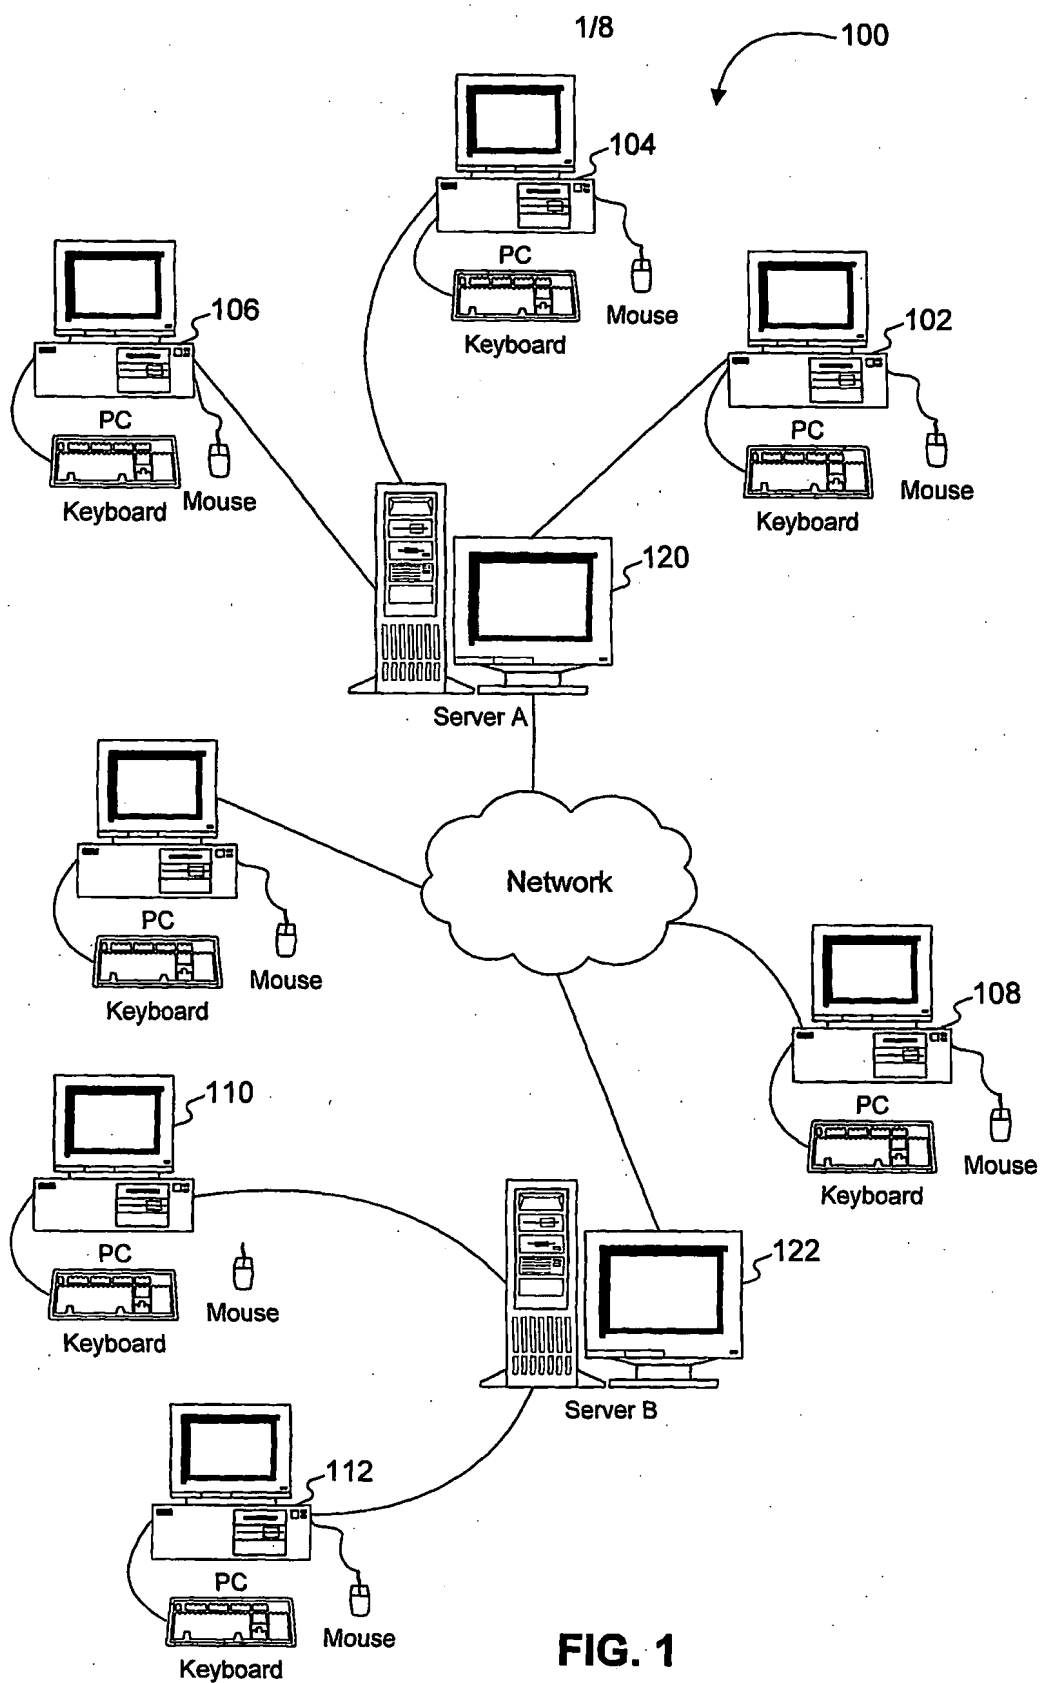 1/8
100
104
PC
Keyboard
Mouse
106
PC
Keyboard
Mouse
102
PC
Keyboard
Mouse
120
Server A
Network
PC
Keyboard
Mouse
108
PC
Keyboard
Mouse
110
PC
Keyboard
Mouse
122
Server B
112
PC
Keyboard
Mouse
FIG. 1